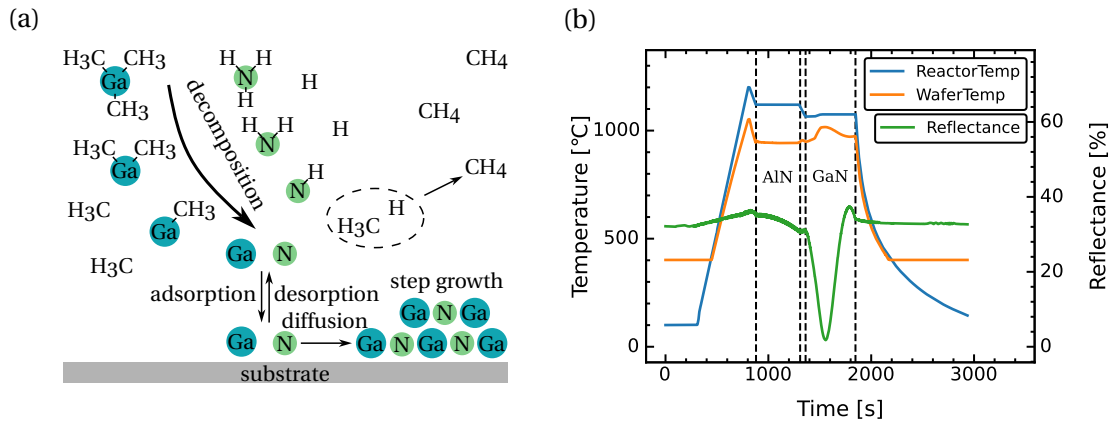 (a)
H3C CH3
Ga
CH3
H H
N
H
H
CH4
decomposition
CH4
H3C CH3
Ga
H H
N
H
H
N
CH4
H3C
CH3
Ga
H
H3C
H3C
Ga N
adsorption
desorption
diffusion
step growth
Ga N Ga
Ga N
Ga N Ga N Ga
substrate
(b)
ReactorTemp
WaferTemp
Reflectance
AlN
GaN
Temperature [°C]
1000
500
0
Reflectance [%]
60
40
20
0
0 1000 2000 3000
Time [s]